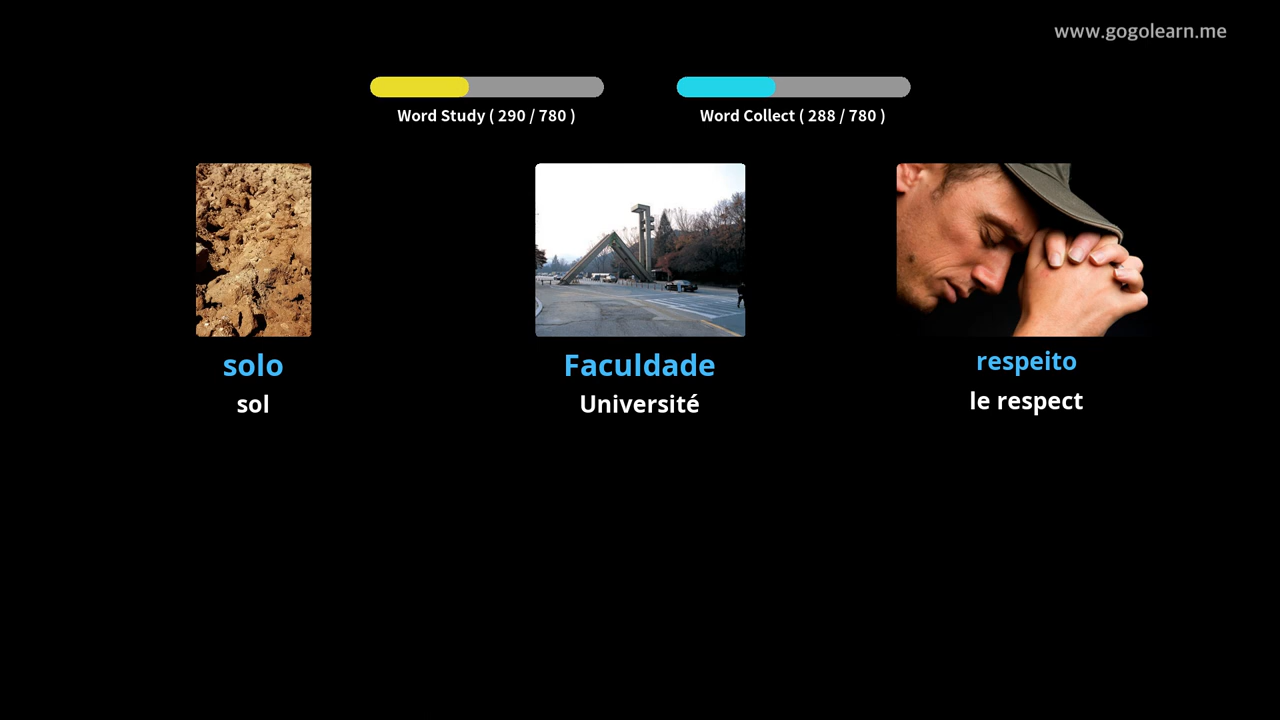 www.gogolearn.me
Word Study ( 290 / 780 )
Word Collect ( 288 / 780 )
solo
Faculdade
respeito
sol
Université
le respect